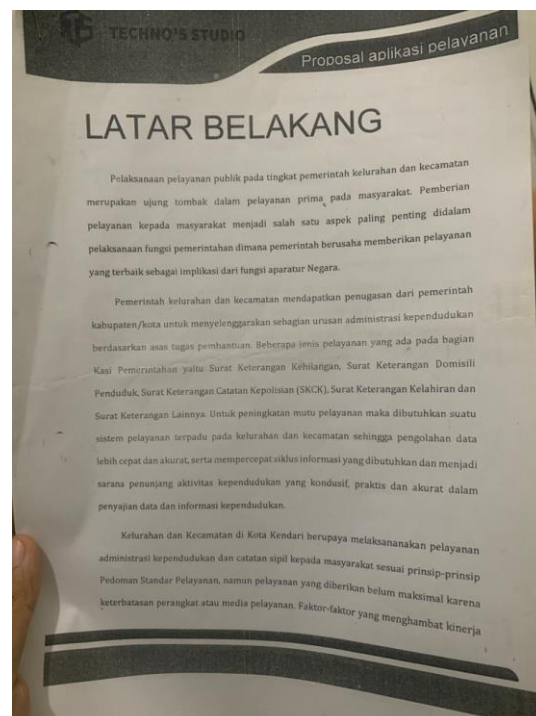 TS TECHNO'S STUDIO
Proposal aplikasi pelayanan
LATAR BELAKANG
Pelaksanaan pelayanan publik pada tingkat pemerintah kelurahan dan kecamatan
merupakan ujung tombak dalam pelayanan prima pada masyarakat. Pemberian
pelayanan kepada masyarakat menjadi salah satu aspek paling penting didalam
pelaksanaan fungsi pemerintahan dimana pemerintah berusaha memberikan pelayanan
yang terbaik sebagai implikasi dari fungsi aparatur Negara.
Pemerintah kelurahan dan kecamatan mendapatkan penugasan dari pemerintah
kabupaten/kota untuk menyelenggarakan sebagian urusan administrasi kependudukan
berdasarkan asas tugas pembantuan. Beberapa jenis pelayanan yang ada pada bagian
Kasi Pemerintahan yaitu Surat Keterangan Kehilangan, Surat Keterangan Domisili
Penduduk, Surat Keterangan Catatan Kepolisian (SKCK), Surat Keterangan Kelahiran dan
Surat Keterangan Lainnya. Untuk peningkatan mutu pelayanan maka dibutuhkan suatu
sistem pelayanan terpadu pada kelurahan dan kecamatan sehingga pengolahan data
lebih cepat dan akurat, serta mempercepat siklus informasi yang dibutuhkan dan menjadi
sarana penunjang aktivitas kependudukan yang kondusif, praktis dan akurat dalam
penyajian data dan informasi kependudukan.
Kelurahan dan Kecamatan di Kota Kendari berupaya melaksananakan pelayanan
administrasi kependudukan dan catatan sipil kepada masyarakat sesuai prinsip-prinsip
Pedoman Standar Pelayanan, namun pelayanan yang diberikan belum maksimal karena
keterbatasan perangkat atau media pelayanan. Faktor-faktor yang menghambat kinerja